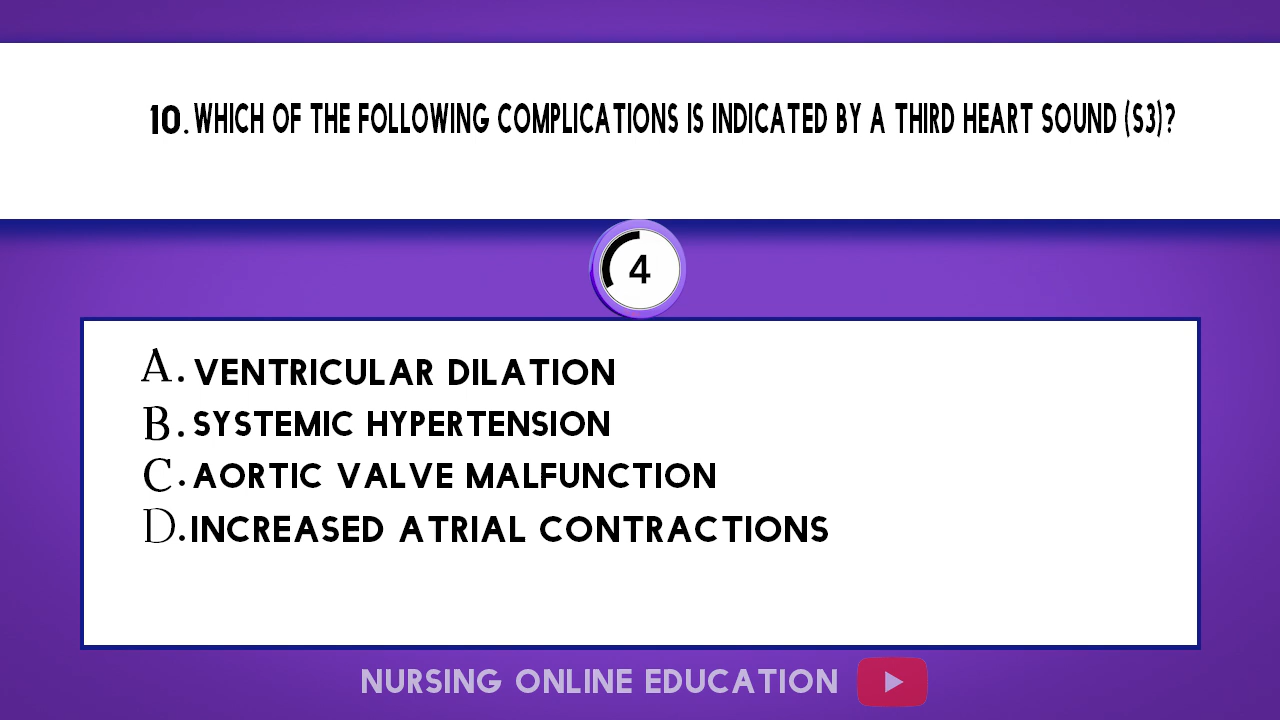 10. WHICH OF THE FOLLOWING COMPLICATIONS IS INDICATED BY A THIRD HEART SOUND (S3)?
4
A. VENTRICULAR DILATION
B. SYSTEMIC HYPERTENSION
C. AORTIC VALVE MALFUNCTION
D. INCREASED ATRIAL CONTRACTIONS
NURSING ONLINE EDUCATION